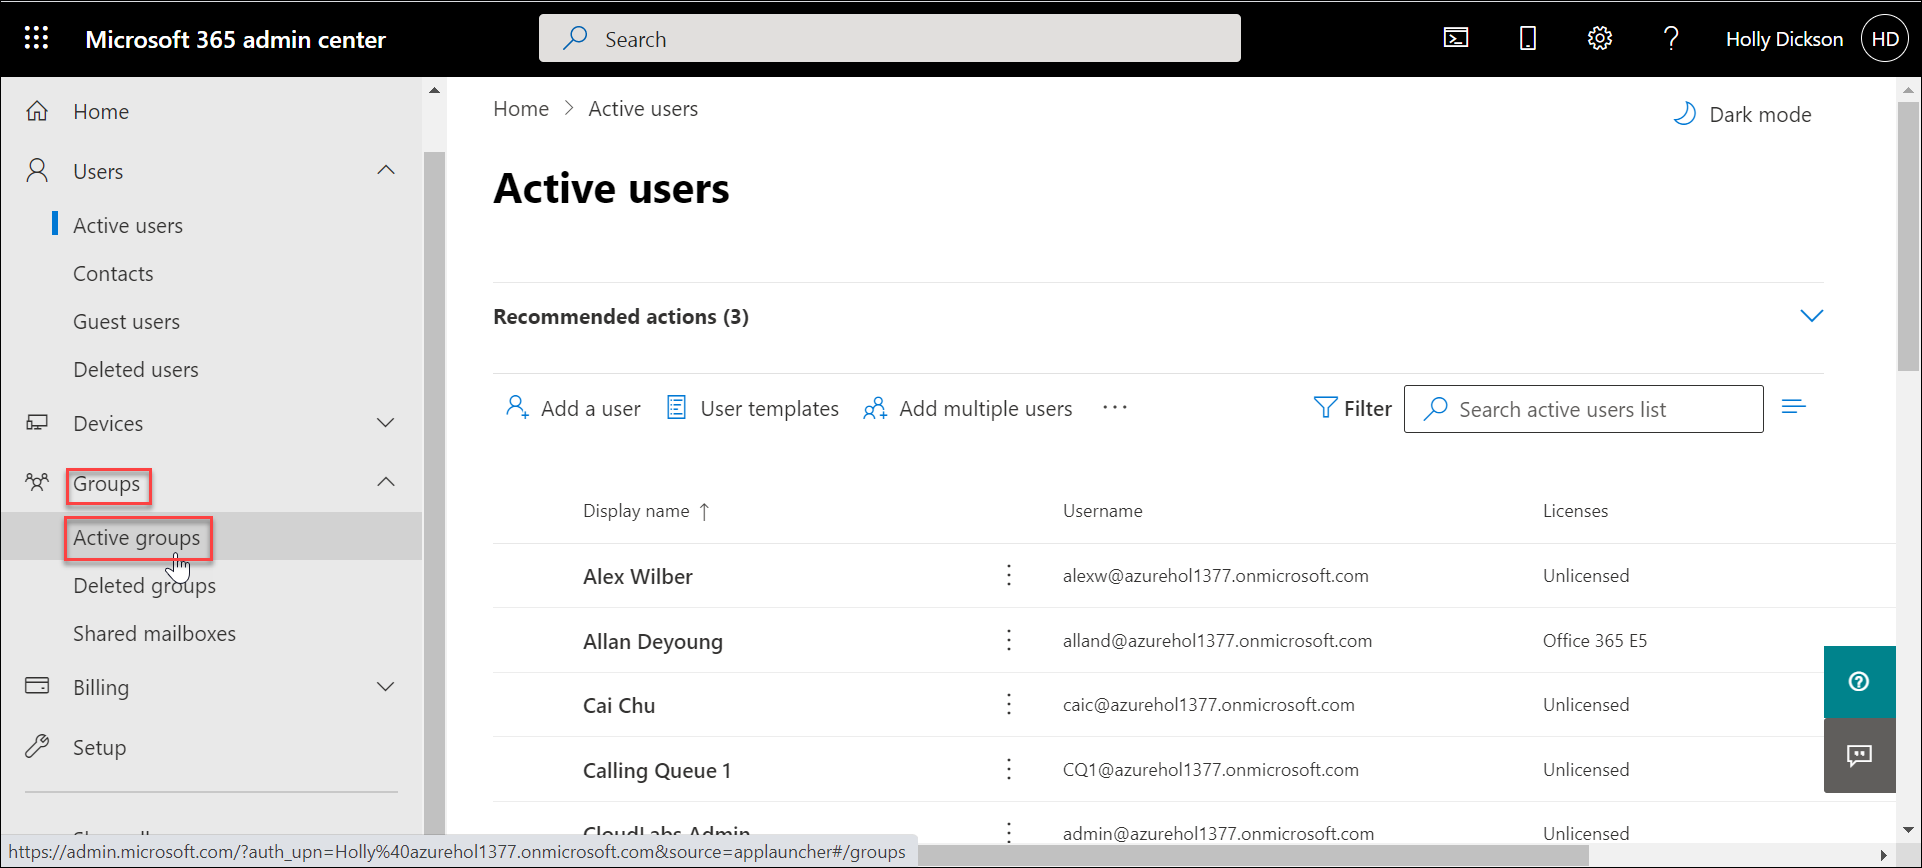 Microsoft 365 admin center
Search
Holly Dickson
HD
Home
Users
Active users
Contacts
Guest users
Deleted users
Devices
Groups
Active groups
Deleted groups
Shared mailboxes
Billing
Setup
Home > Active users
Dark mode
Active users
Recommended actions (3)
Add a user
User templates
Add multiple users
Filter
Search active users list
Display name ↑ Username Licenses
Alex Wilber alexw@azurehol1377.onmicrosoft.com Unlicensed
Allan Deyoung alland@azurehol1377.onmicrosoft.com Office 365 E5
Cai Chu caic@azurehol1377.onmicrosoft.com Unlicensed
Calling Queue 1 CQ1@azurehol1377.onmicrosoft.com Unlicensed
CloudLabs Admin admin@azurehol1377.onmicrosoft.com Unlicensed
https://admin.microsoft.com/?auth_upn=Holly%40azurehol1377.onmicrosoft.com&source=applauncher#/groups